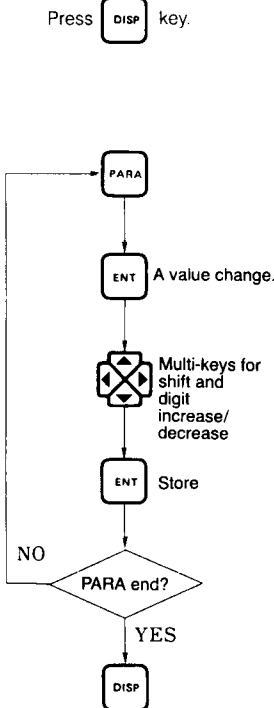 Press DISP key.
PARA
ENT A value change.
Multi-keys for
shift and
digit
increase/
decrease
ENT Store
NO
PARA end?
YES
DISP